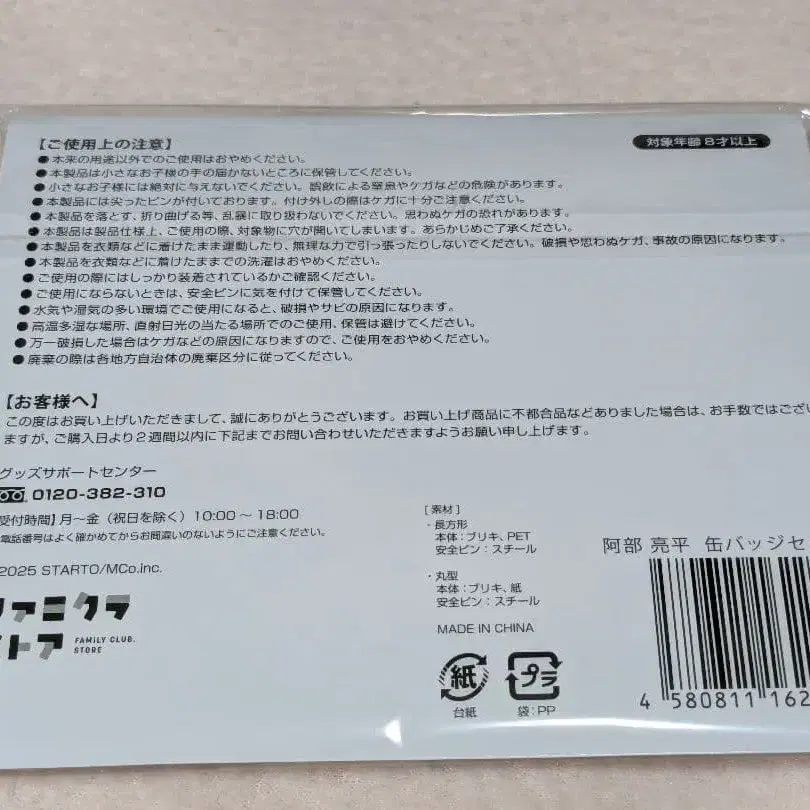 【ご使用上の注意】
対象年齢8才以上
●本来の用途以外でのご使用はおやめください。
●本製品は小さなお子様の手の届かないところに保管してください。
●小さなお子様には絶対に与えないでください。誤飲による窒息やケガなどの危険があります。
●本製品には尖ったピンが付いております。付け外しの際はケガに十分ご注意ください。
●本製品を落とす、折り曲げる等、乱暴に取り扱わないでください。思わぬケガの恐れがあります。
●本製品は製品仕様上、ご使用の際、対象物に穴が開いてしまいます。あらかじめご了承ください。
●本製品を衣類などに着けたまま運動したり、無理な力で引っ張ったりしないでください。破損や思わぬケガ、事故の原因になります。
●本製品を衣類などに着けたままでの洗濯はおやめください。
●ご使用の際にはしっかり装着されているかご確認ください。
●ご使用にならないときは、安全ピンに気を付けて保管してください。
●水気や湿気の多い環境でご使用になると、破損やサビの原因になります。
●高温多湿な場所、直射日光の当たる場所でのご使用、保管は避けてください。
●万一破損した場合はケガなどの原因になりますので、ご使用をおやめください。
●廃棄の際は各地方自治体の廃棄区分に従ってください。
【お客様へ】
この度はお買い上げいただきまして、誠にありがとうございます。お買い上げ商品に不都合品などありました場合は、お手数ではござい
ますが、ご購入日より2週間以内に下記までお問い合わせいただきますようお願い申し上げます。
グッズサポートセンター
0120-382-310
受付時間】月～金（祝日を除く）10:00～18:00
電話番号はよく確かめてからお間違いのないようにご注意ください。
2025 STARTO/MCo.inc.
ファミクラ
ストア FAMILY CLUB.
STORE
[素材]
・長方形
本体：ブリキ、PET
安全ピン：スチール
・丸型
本体：ブリキ、紙
安全ピン：スチール
MADE IN CHINA
紙 プラ
台紙 袋：PP
阿部 亮平 缶バッジセ
4 580811 162